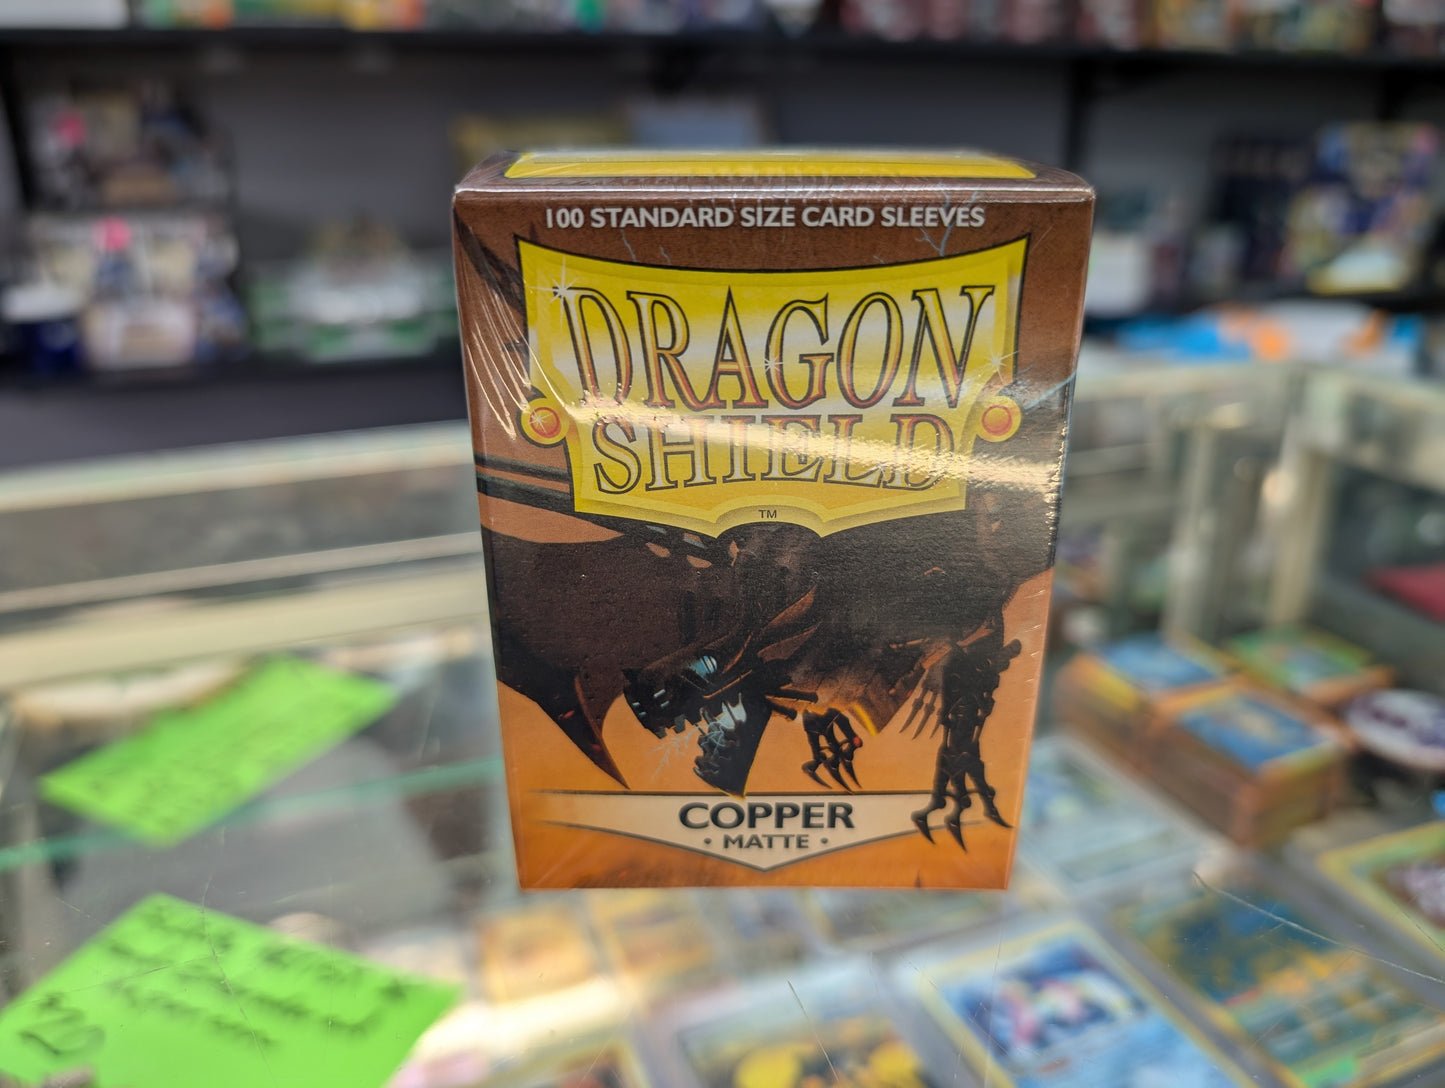 100 STANDARD SIZE CARD SLEEVES
DRAGON
SHIELD
TM
COPPER
• MATTE •